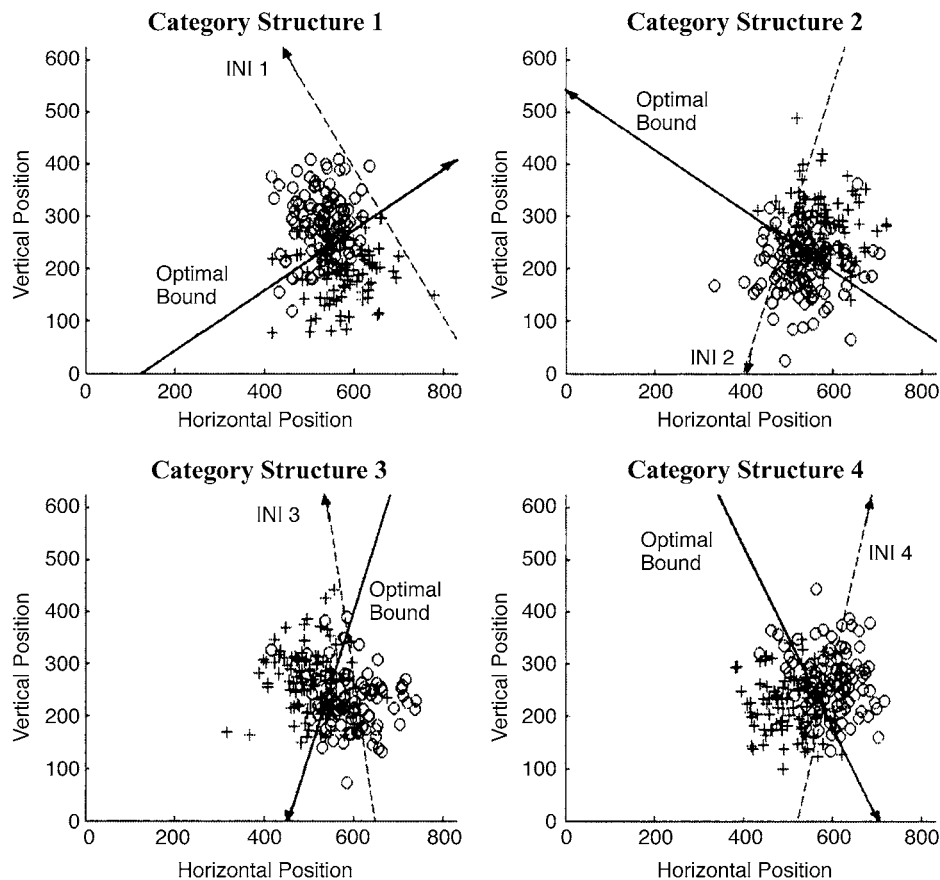 Category Structure 1
600
500
400
300
200
100
0
0 200 400 600 800
Vertical Position
Horizontal Position
INI 1
Optimal
Bound
Category Structure 2
600
500
400
300
200
100
0
0 200 400 600 800
Vertical Position
Horizontal Position
Optimal
Bound
INI 2
Category Structure 3
600
500
400
300
200
100
0
0 200 400 600 800
Vertical Position
Horizontal Position
INI 3
Optimal
Bound
Category Structure 4
600
500
400
300
200
100
0
0 200 400 600 800
Vertical Position
Horizontal Position
Optimal
Bound
INI 4